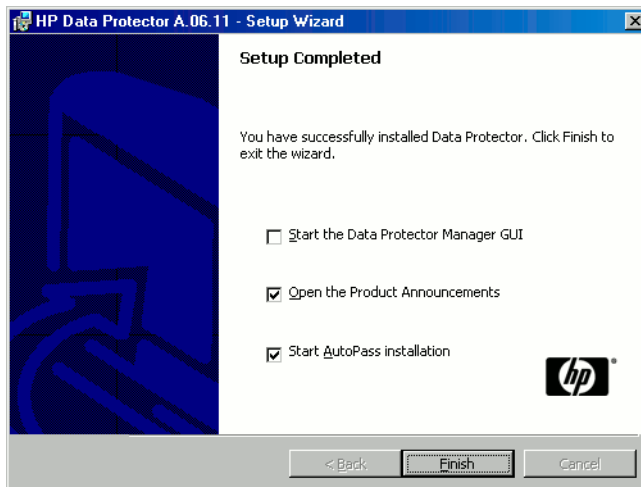 HP Data Protector A.06.11 - Setup Wizard
Setup Completed
You have successfully installed Data Protector. Click Finish to
exit the wizard.
Start the Data Protector Manager GUI
Open the Product Announcements
Start AutoPass installation
hp
< Back
Finish
Cancel